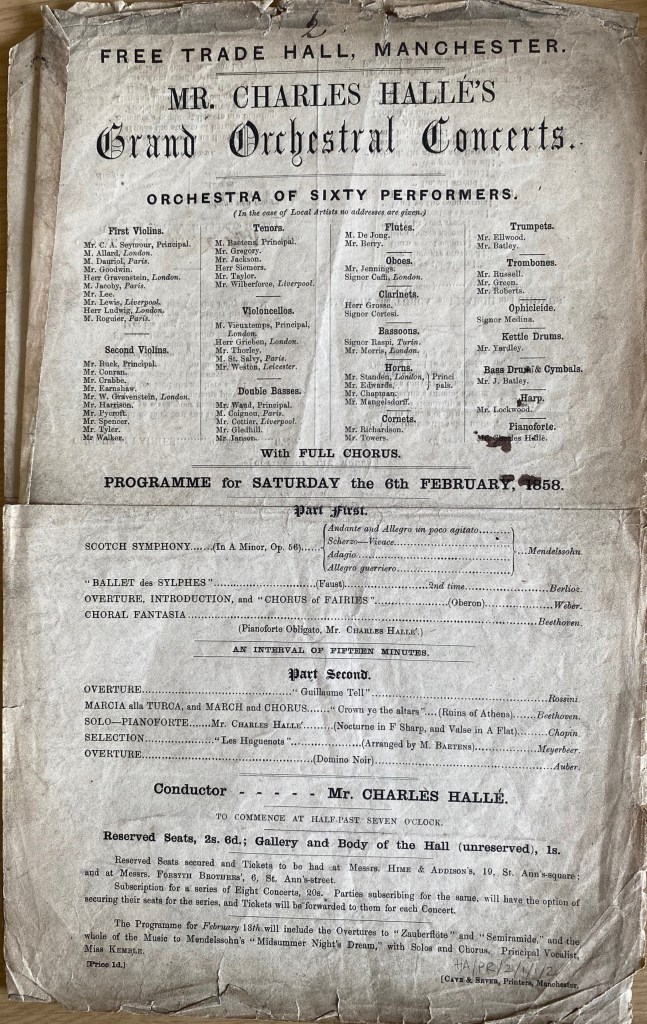 2
FREE TRADE HALL, MANCHESTER.
MR. CHARLES HALLÉ'S
Grand Orchestral Concerts.
ORCHESTRA OF SIXTY PERFORMERS.
(In the case of Local Artists no addresses are given.)
First Violins.
Mr. C. A. Seymour, Principal.
M. Allard, London.
M. Dauriol, Paris.
Mr. Goodwin.
Herr Gravenstein, London.
M. Jacoby, Paris.
Mr. Lee.
Mr. Lewis, Liverpool.
Herr Ludwig, London.
M. Roguier, Paris.
Second Violins.
Mr. Buck, Principal.
Mr. Conran.
Mr. Crabbe.
Mr. Earnshaw.
Mr. W. Gravenstein, London.
Mr. Harrison.
Mr. Pycroft.
Mr. Spencer.
Mr. Tyler.
Mr Walker.
Tenors.
M. Baetens, Principal.
Mr. Gregory.
Mr. Jackson.
Herr Siemers.
Mr. Taylor.
Mr. Wilberforce, Liverpool.
Violoncellos.
M. Vieuxtemps, Principal,
London.
Herr Grieben, London.
Mr. Thorley.
M. St. Salvy, Paris.
Mr. Weston, Leicester.
Double Basses.
Mr. Waud, Principal.
M. Coignon, Paris.
Mr. Cottier, Liverpool.
Mr. Gledhill.
Mr. Janson.
Flutes.
M. De Jong.
Mr. Berry.
Oboes.
Mr. Jennings.
Signor Caffi, London.
Clarinets.
Herr Grosse.
Signor Cortesi.
Bassoons.
Signor Raspi, Turin.
Mr. Morris, London.
Horns.
Mr. Standen, London, } Princi
Mr. Edwards, } pals.
Mr. Chapman.
Mr. Mangelsdorff.
Cornets.
Mr. Richardson.
Mr. Towers.
Trumpets.
Mr. Ellwood.
Mr. Batley.
Trombones.
Mr. Russell.
Mr. Green.
Mr. Roberts.
Ophicleide.
Signor Medina.
Kettle Drums.
Mr. Yardley.
Bass Drum & Cymbals.
Mr. J. Batley.
Harp.
Mr. Lockwood.
Pianoforte.
Mr. Charles Hallé.
With FULL CHORUS.
PROGRAMME for SATURDAY the 6th FEBRUARY, 1858.
Part First.
SCOTCH SYMPHONY......(In A Minor, Op. 56)...... { Andante and Allegro un poco agitato........
Scherzo—Vivace..............
Adagio..............
Allegro guerriero.............. } ....Mendelssohn.
"BALLET des SYLPHES"..............(Faust)..............2nd time..............Berlioz.
OVERTURE, INTRODUCTION, and "CHORUS of FAIRIES"..............(Oberon)..............Weber.
CHORAL FANTASIA..............Beethoven.
(Pianoforte Obligato, Mr. CHARLES HALLÉ.)
AN INTERVAL OF FIFTEEN MINUTES.
Part Second.
OVERTURE.............."Guillaume Tell"..............Rossini.
MARCIA alla TURCA, and MARCH and CHORUS......"Crown ye the altars"....(Ruins of Athens)...Beethoven.
SOLO—PIANOFORTE......Mr. CHARLES HALLÉ........(Nocturne in F Sharp, and Valse in A Flat)......Chopin
SELECTION.............."Les Huguenots"..............(Arranged by M. BAETENS)........Meyerbeer.
OVERTURE..............(Domino Noir)..............Auber.
Conductor - - - - - Mr. CHARLES HALLÉ.
TO COMMENCE AT HALF-PAST SEVEN O'CLOCK.
Reserved Seats, 2s. 6d.; Gallery and Body of the Hall (unreserved), 1s.
Reserved Seats secured and Tickets to be had at Messrs. HIME & ADDISON'S, 19, St. Ann's-square;
and at Messrs. FORSYTH BROTHERS', 6, St. Ann's-street.
Subscription for a series of Eight Concerts, 20s. Parties subscribing for the same, will have the option of
securing their seats for the series, and Tickets will be forwarded to them for each Concert.
The Programme for February 13th will include the Overtures to "Zauberflöte" and "Semiramide," and the
whole of the Music to Mendelssohn's "Midsummer Night's Dream," with Solos and Chorus. Principal Vocalist,
Miss KEMBLE.
HA/PR/2/1/1/2
[Price 1d.]
[CAVE & SEVER, Printers, Manchester.